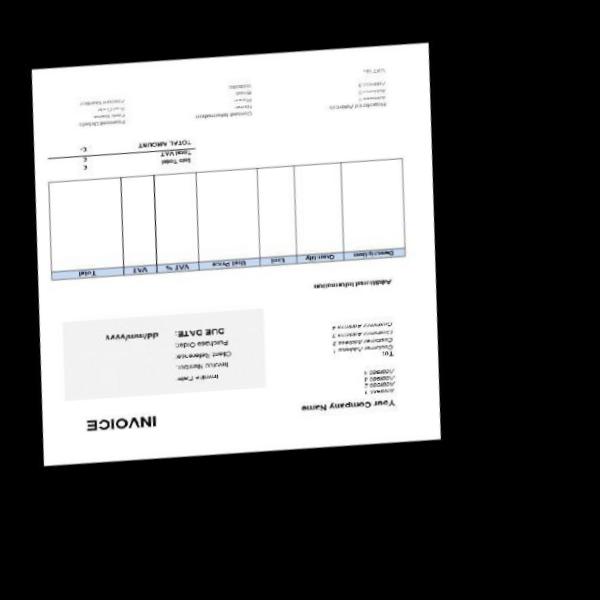 Your Company Name
INVOICE
Address 1
Address 2
Address 3
Address 4
Invoice Date:
Invoice Number:
Client Reference:
Purchase Order:
DUE DATE:
dd/mm/yyyy
To:
Customer Address 1
Customer Address 2
Customer Address 3
Customer Address 4
Additional Information
Description Quantity Unit Unit Price VAT % VAT Total
Sub Total £
Total VAT £
TOTAL AMOUNT £-
Registered Address
Address 1
Address 2
Address 3
VAT No.
Contact Information
Name:
Phone:
Email:
Payment Details
Bank Name
Sort Code
Account Number